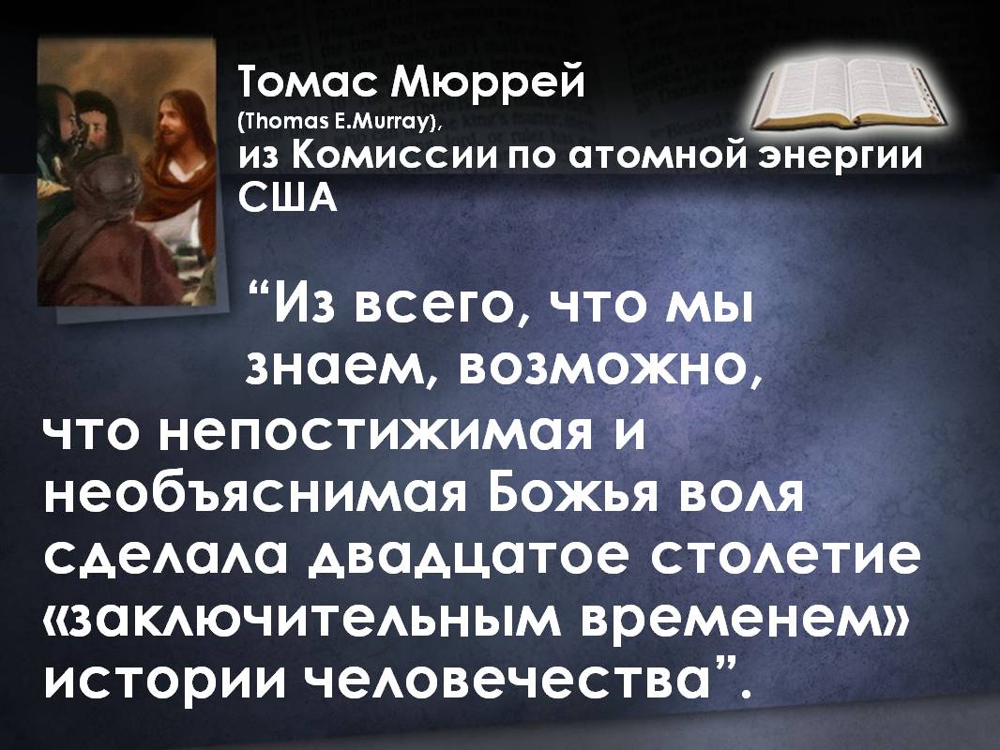 Томас Мюррей
(Thomas E.Murray),
из Комиссии по атомной энергии
США
“Из всего, что мы
знаем, возможно,
что непостижимая и
необъяснимая Божья воля
сделала двадцатое столетие
«заключительным временем»
истории человечества”.